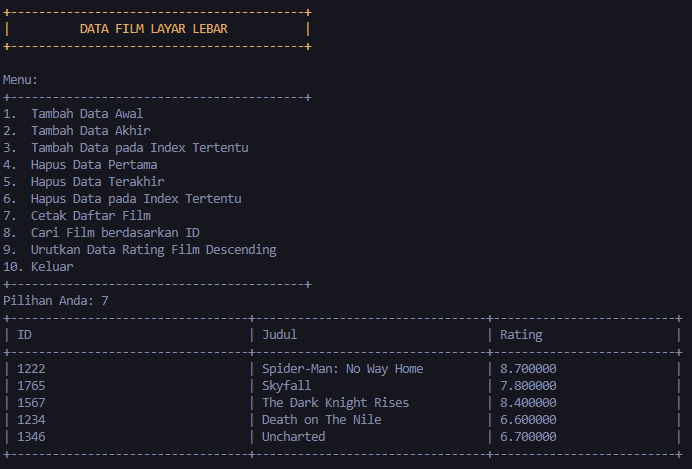 +------------------------------------------+
|          DATA FILM LAYAR LEBAR           |
+------------------------------------------+
Menu:
+------------------------------------------+
1.  Tambah Data Awal
2.  Tambah Data Akhir
3.  Tambah Data pada Index Tertentu
4.  Hapus Data Pertama
5.  Hapus Data Terakhir
6.  Hapus Data pada Index Tertentu
7.  Cetak Daftar Film
8.  Cari Film berdasarkan ID
9.  Urutkan Data Rating Film Descending
10. Keluar
+------------------------------------------+
Pilihan Anda: 7
+----------------------------------+---------------------------------+--------------------------+
| ID                               | Judul                           | Rating                   |
+----------------------------------+---------------------------------+--------------------------+
| 1222                             | Spider-Man: No Way Home         | 8.700000                 |
| 1765                             | Skyfall                         | 7.800000                 |
| 1567                             | The Dark Knight Rises           | 8.400000                 |
| 1234                             | Death on The Nile               | 6.600000                 |
| 1346                             | Uncharted                       | 6.700000                 |
+----------------------------------+---------------------------------+--------------------------+